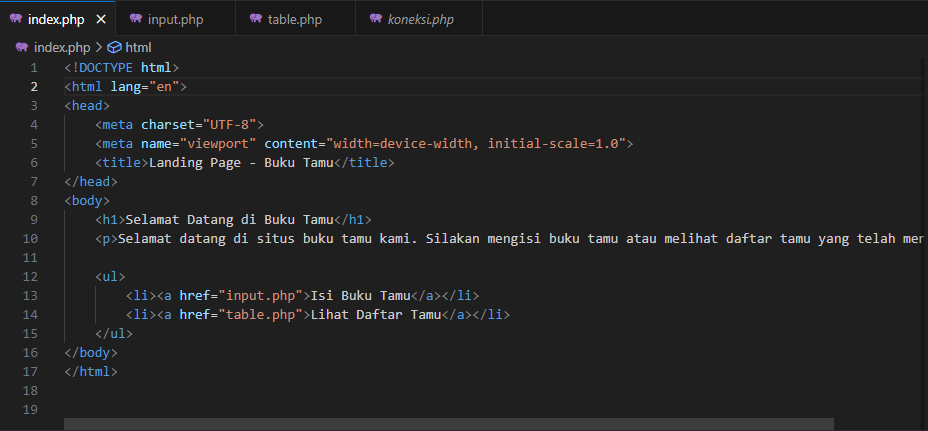 index.php × input.php table.php koneksi.php
index.php > html
1 <!DOCTYPE html>
2 <html lang="en">
3 <head>
4 <meta charset="UTF-8">
5 <meta name="viewport" content="width=device-width, initial-scale=1.0">
6 <title>Landing Page - Buku Tamu</title>
7 </head>
8 <body>
9 <h1>Selamat Datang di Buku Tamu</h1>
10 <p>Selamat datang di situs buku tamu kami. Silakan mengisi buku tamu atau melihat daftar tamu yang telah
11
12 <ul>
13 <li><a href="input.php">Isi Buku Tamu</a></li>
14 <li><a href="table.php">Lihat Daftar Tamu</a></li>
15 </ul>
16 </body>
17 </html>
18
19